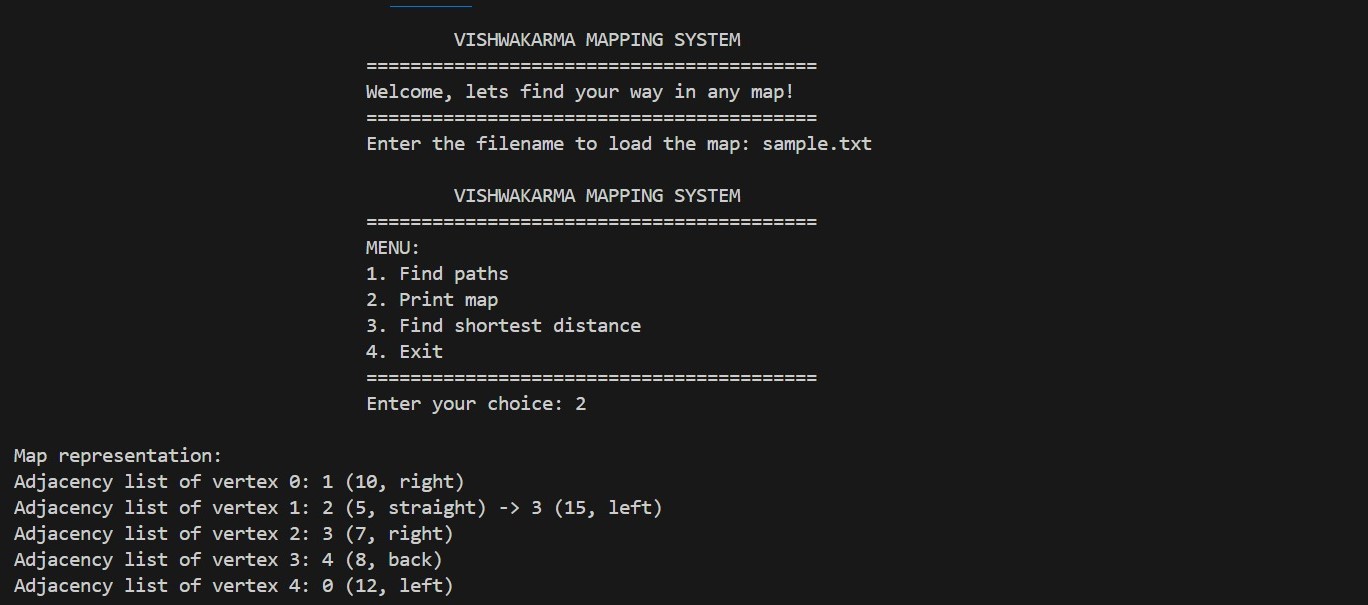 VISHWAKARMA MAPPING SYSTEM
=========================================
Welcome, lets find your way in any map!
=========================================
Enter the filename to load the map: sample.txt
VISHWAKARMA MAPPING SYSTEM
=========================================
MENU:
1. Find paths
2. Print map
3. Find shortest distance
4. Exit
=========================================
Enter your choice: 2
Map representation:
Adjacency list of vertex 0: 1 (10, right)
Adjacency list of vertex 1: 2 (5, straight) -> 3 (15, left)
Adjacency list of vertex 2: 3 (7, right)
Adjacency list of vertex 3: 4 (8, back)
Adjacency list of vertex 4: 0 (12, left)